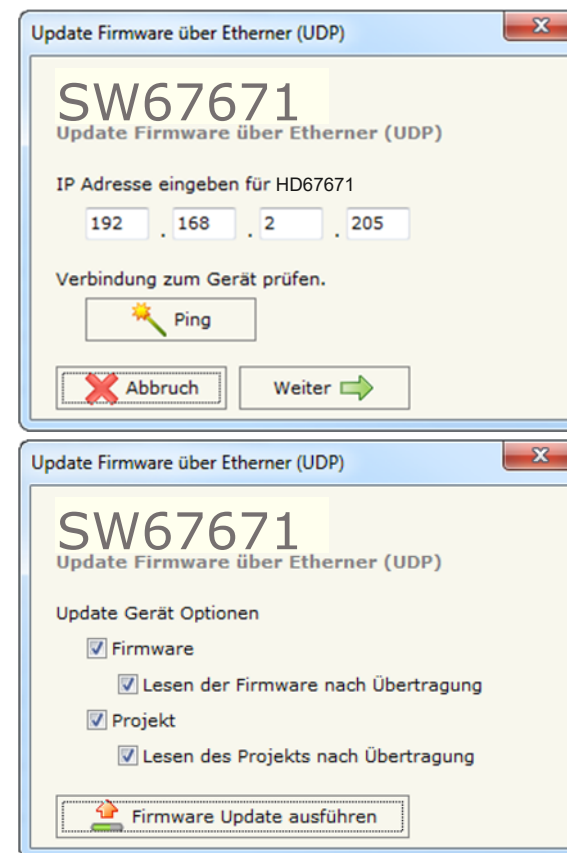 Update Firmware über Etherner (UDP)
SW67671
Update Firmware über Etherner (UDP)
IP Adresse eingeben für HD67671
192 . 168 . 2 . 205
Verbindung zum Gerät prüfen.
Ping
Abbruch Weiter
Update Firmware über Etherner (UDP)
SW67671
Update Firmware über Etherner (UDP)
Update Gerät Optionen
Firmware
Lesen der Firmware nach Übertragung
Projekt
Lesen des Projekts nach Übertragung
Firmware Update ausführen